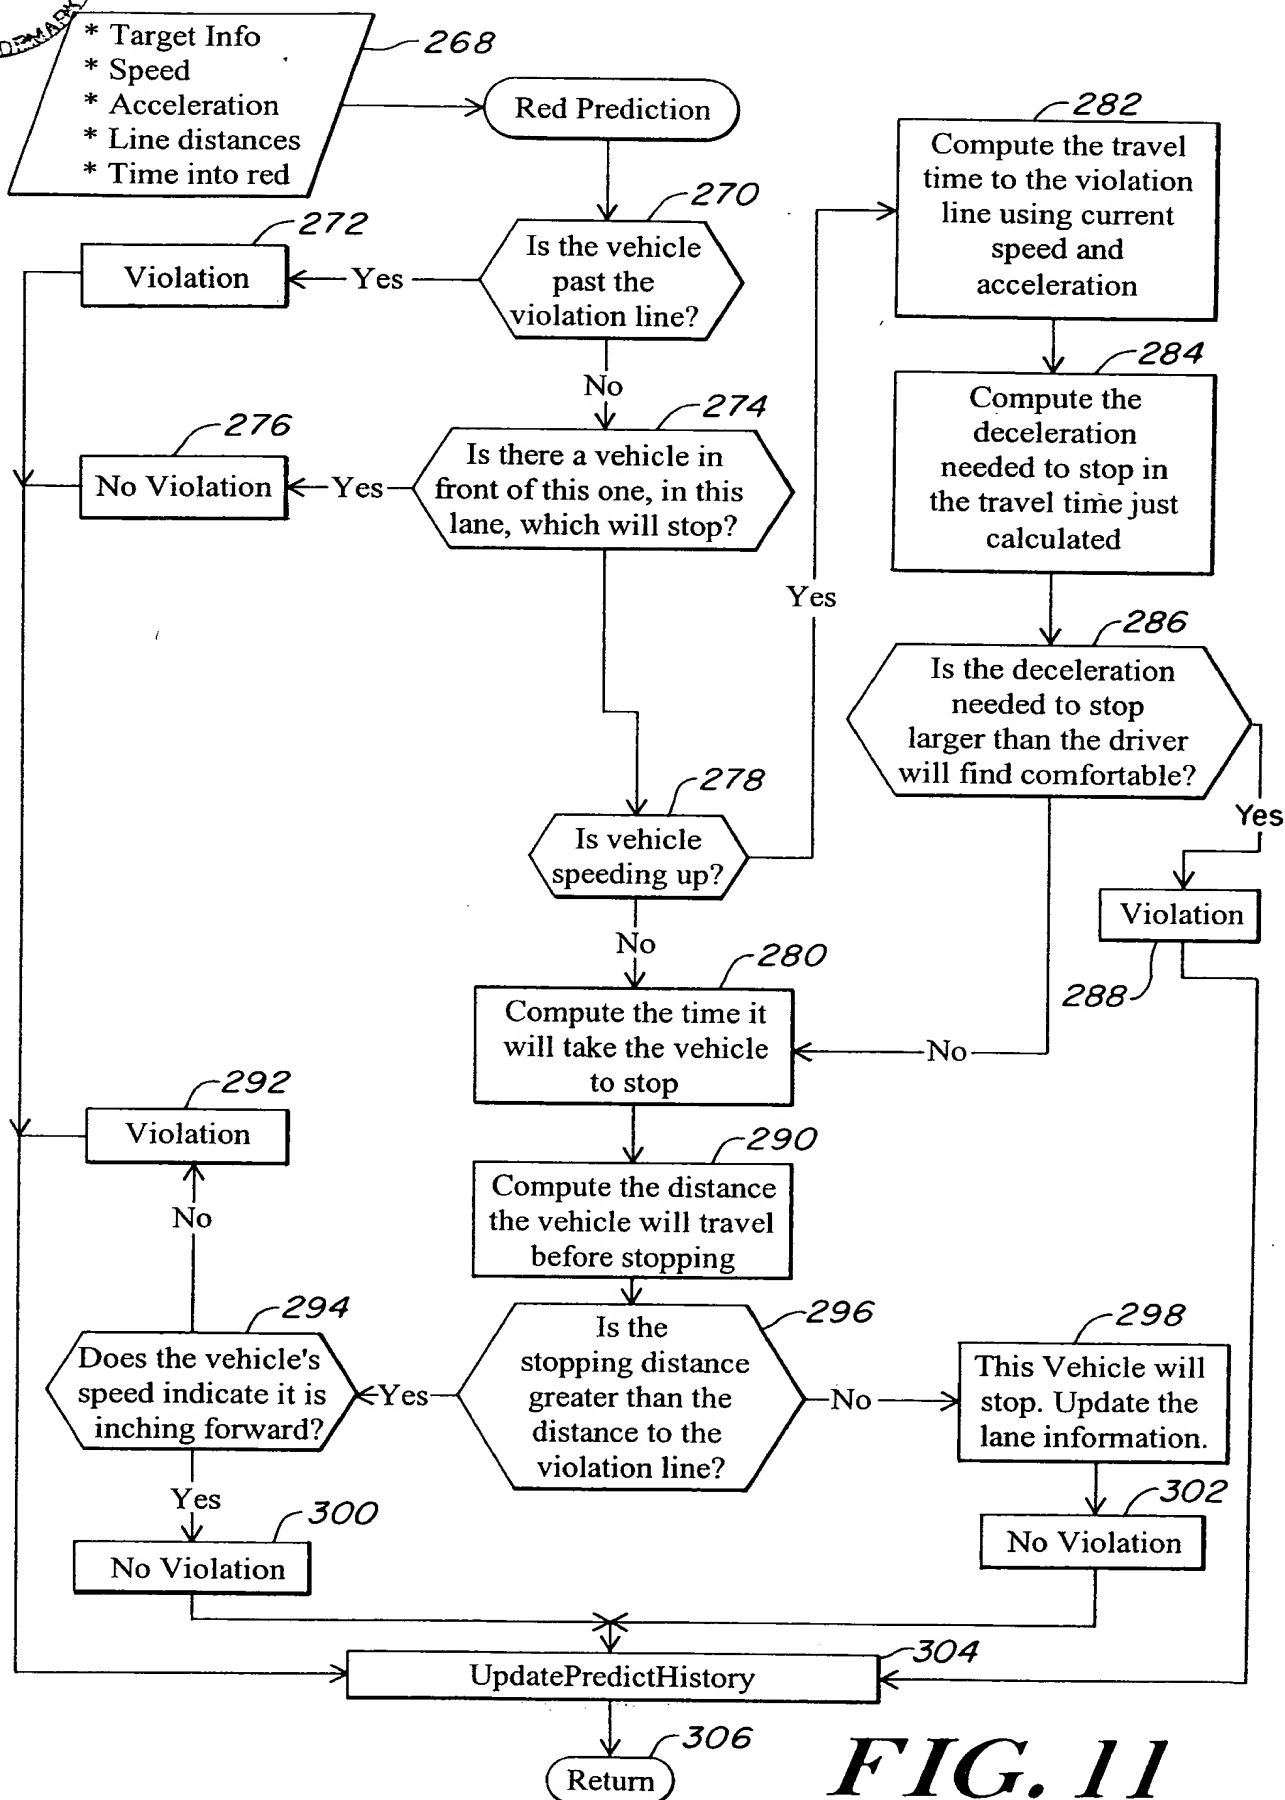 * Target Info
* Speed
* Acceleration
* Line distances
* Time into red
268
Red Prediction
270
Is the vehicle
past the
violation line?
Yes
272
Violation
No
274
Is there a vehicle in
front of this one, in this
lane, which will stop?
Yes
276
No Violation
278
Is vehicle
speeding up?
Yes
282
Compute the travel
time to the violation
line using current
speed and
acceleration
284
Compute the
deceleration
needed to stop in
the travel time just
calculated
286
Is the deceleration
needed to stop
larger than the driver
will find comfortable?
Yes
Violation
288
No
No
280
Compute the time it
will take the vehicle
to stop
290
Compute the distance
the vehicle will travel
before stopping
296
Is the
stopping distance
greater than the
distance to the
violation line?
Yes
No
292
Violation
No
294
Does the vehicle's
speed indicate it is
inching forward?
Yes
300
No Violation
298
This Vehicle will
stop. Update the
lane information.
302
No Violation
304
UpdatePredictHistory
306
Return
FIG. 11